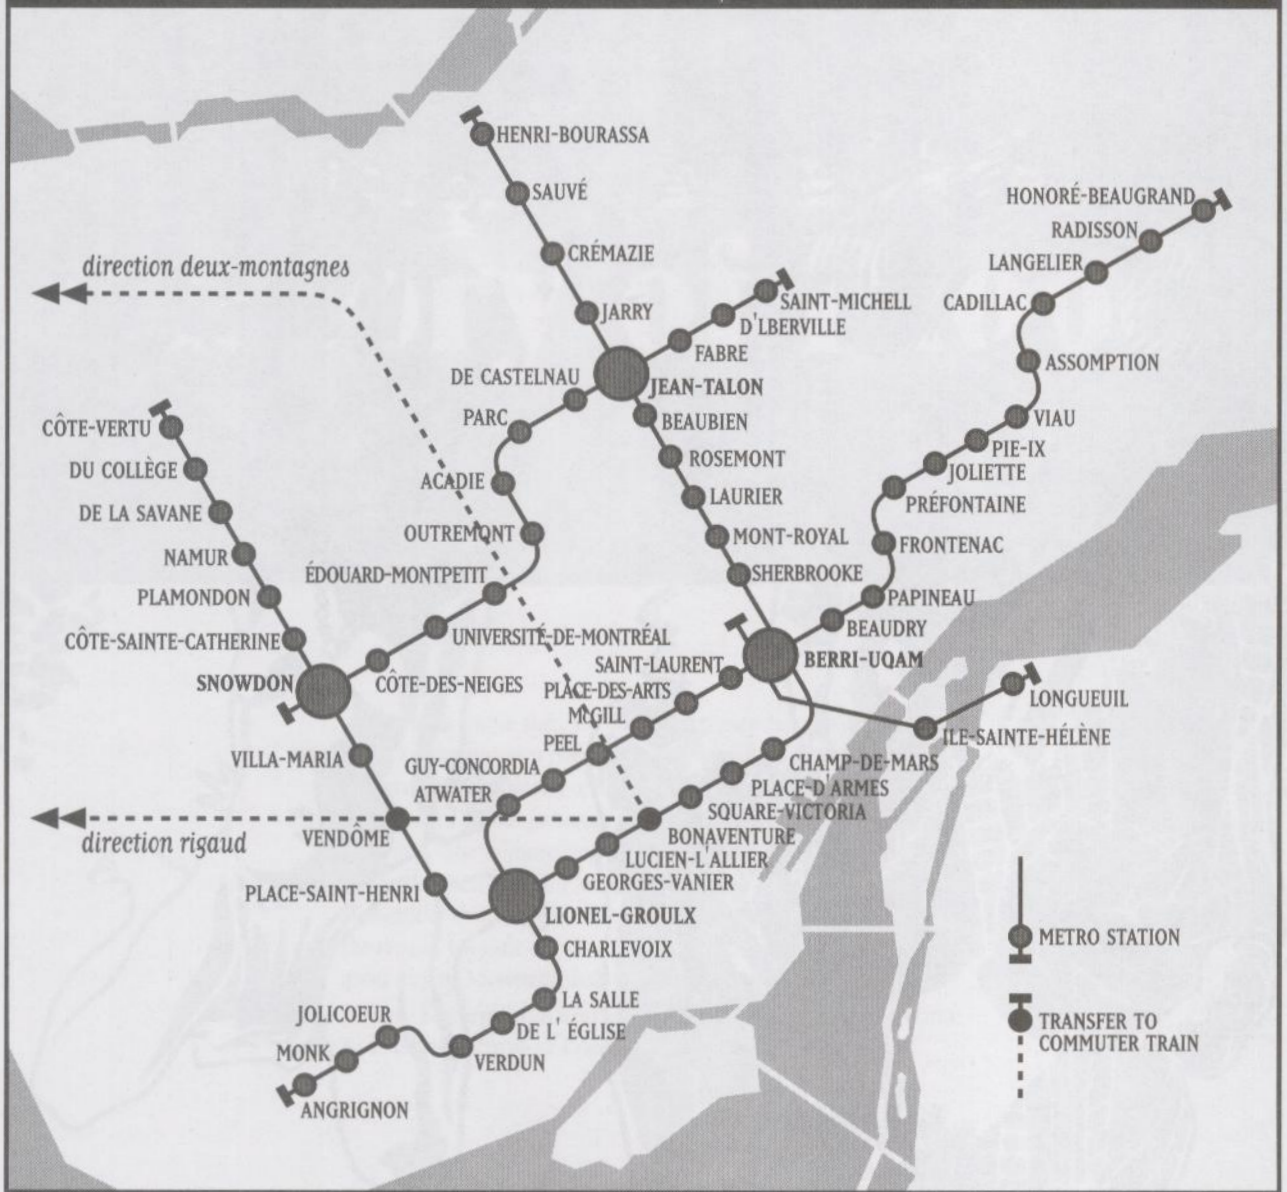 HENRI-BOURASSA
SAUVÉ
CRÉMAZIE
JARRY
HONORÉ-BEAUGRAND
RADISSON
LANGELIER
CADILLAC
ASSOMPTION
VIAU
PIE-IX
JOLIETTE
PRÉFONTAINE
FRONTENAC
PAPINEAU
BEAUDRY
direction deux-montagnes
SAINT-MICHELL
D'LBERVILLE
FABRE
JEAN-TALON
DE CASTELNAU
PARC
ACADIE
OUTREMONT
ÉDOUARD-MONTPETIT
UNIVERSITÉ-DE-MONTRÉAL
CÔTE-DES-NEIGES
BEAUBIEN
ROSEMONT
LAURIER
MONT-ROYAL
SHERBROOKE
BERRI-UQAM
CÔTE-VERTU
DU COLLÈGE
DE LA SAVANE
NAMUR
PLAMONDON
CÔTE-SAINTE-CATHERINE
SNOWDON
VILLA-MARIA
VENDÔME
PLACE-SAINT-HENRI
direction rigaud
SAINT-LAURENT
PLACE-DES-ARTS
McGILL
PEEL
GUY-CONCORDIA
ATWATER
LONGUEUIL
ILE-SAINTE-HÉLÈNE
CHAMP-DE-MARS
PLACE-D'ARMES
SQUARE-VICTORIA
BONAVENTURE
LUCIEN-L'ALLIER
GEORGES-VANIER
LIONEL-GROULX
CHARLEVOIX
LA SALLE
DE L' ÉGLISE
VERDUN
JOLICOEUR
MONK
ANGRIGNON
METRO STATION
TRANSFER TO
COMMUTER TRAIN